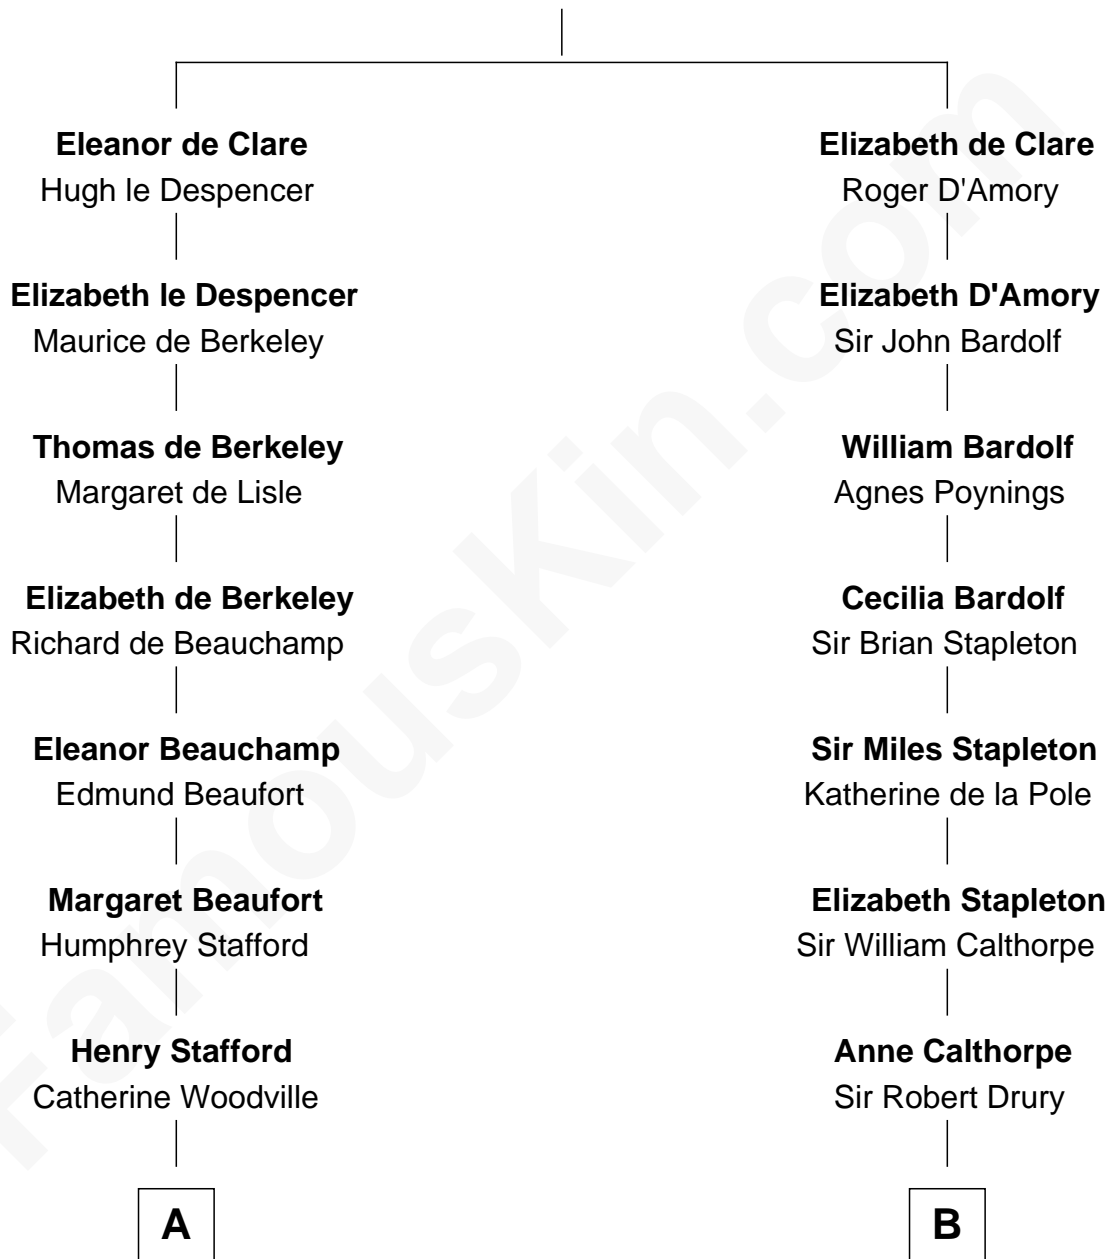 Eleanor de Clare
Hugh le Despencer
Elizabeth le Despencer
Maurice de Berkeley
Thomas de Berkeley
Margaret de Lisle
Elizabeth de Berkeley
Richard de Beauchamp
Eleanor Beauchamp
Edmund Beaufort
Margaret Beaufort
Humphrey Stafford
Henry Stafford
Catherine Woodville
A
Elizabeth de Clare
Roger D'Amory
Elizabeth D'Amory
Sir John Bardolf
William Bardolf
Agnes Poynings
Cecilia Bardolf
Sir Brian Stapleton
Sir Miles Stapleton
Katherine de la Pole
Elizabeth Stapleton
Sir William Calthorpe
Anne Calthorpe
Sir Robert Drury
B
FamousKin.com